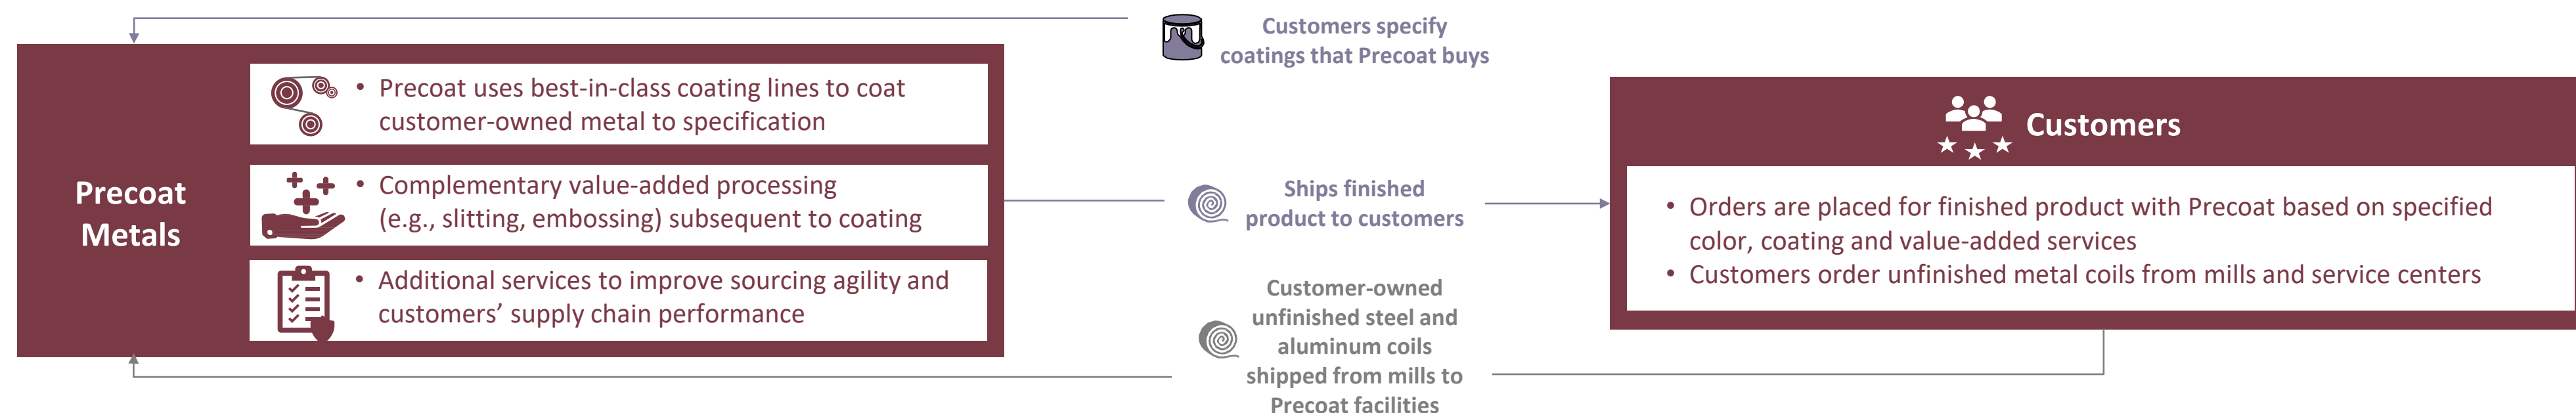 Precoat
Metals
• Precoat uses best-in-class coating lines to coat
customer-owned metal to specification
• Complementary value-added processing
(e.g., slitting, embossing) subsequent to coating
• Additional services to improve sourcing agility and
customers’ supply chain performance
Customers specify
coatings that Precoat buys
Ships finished
product to customers
Customer-owned
unfinished steel and
aluminum coils
shipped from mills to
Precoat facilities
Customers
• Orders are placed for finished product with Precoat based on specified
color, coating and value-added services
• Customers order unfinished metal coils from mills and service centers